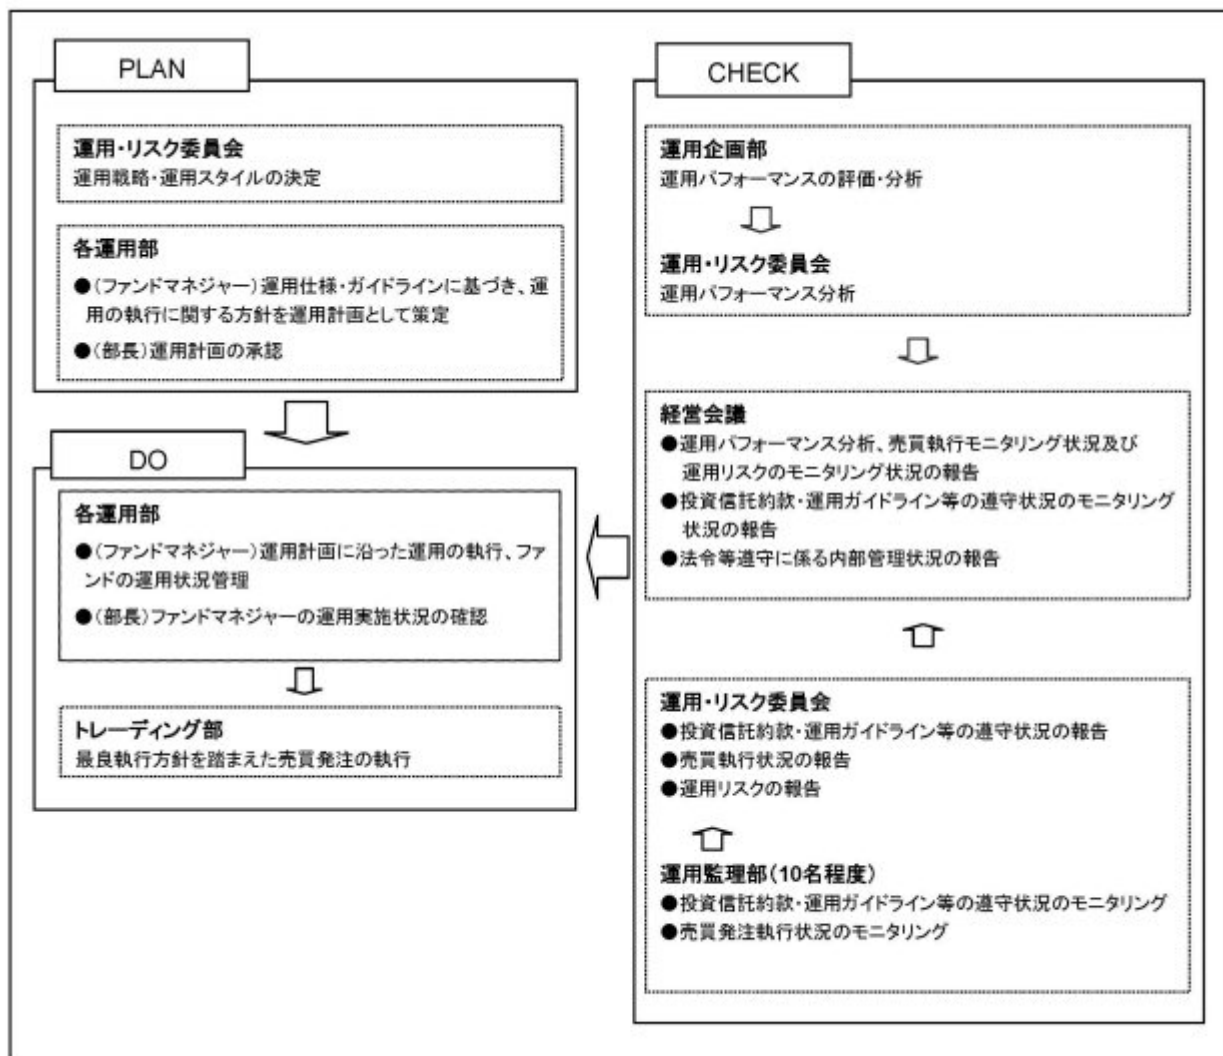 PLAN
運用・リスク委員会
運用戦略・運用スタイルの決定
各運用部
●(ファンドマネジャー)運用仕様・ガイドラインに基づき、運
用の執行に関する方針を運用計画として策定
●(部長)運用計画の承認
DO
各運用部
●(ファンドマネジャー)運用計画に沿った運用の執行、ファ
ンドの運用状況管理
●(部長)ファンドマネジャーの運用実施状況の確認
トレーディング部
最良執行方針を踏まえた売買発注の執行
CHECK
運用企画部
運用パフォーマンスの評価・分析
運用・リスク委員会
運用パフォーマンス分析
経営会議
●運用パフォーマンス分析、売買執行モニタリング状況及び
運用リスクのモニタリング状況の報告
●投資信託約款・運用ガイドライン等の遵守状況のモニタリング
状況の報告
●法令等遵守に係る内部管理状況の報告
運用・リスク委員会
●投資信託約款・運用ガイドライン等の遵守状況の報告
●売買執行状況の報告
●運用リスクの報告
運用監理部(10名程度)
●投資信託約款・運用ガイドライン等の遵守状況のモニタリング
●売買発注執行状況のモニタリング